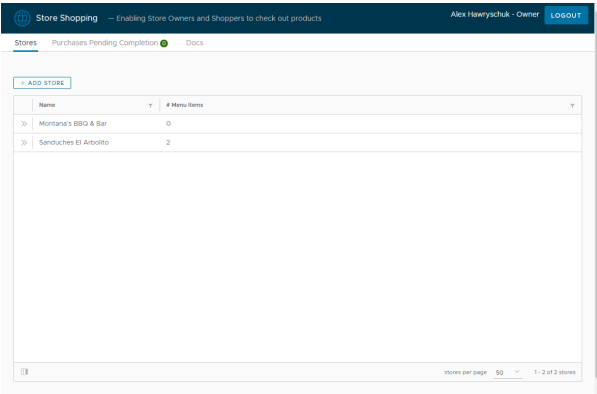 Store Shopping — Enabling Store Owners and Shoppers to check out products Alex Hawryschuk - Owner LOGOUT
Stores Purchases Pending Completion 0 Docs
+ ADD STORE
Name # Menu Items
Montana's BBQ & Bar 0
Sanduches El Arbolito 2
stores per page 50 1 - 2 of 2 stores